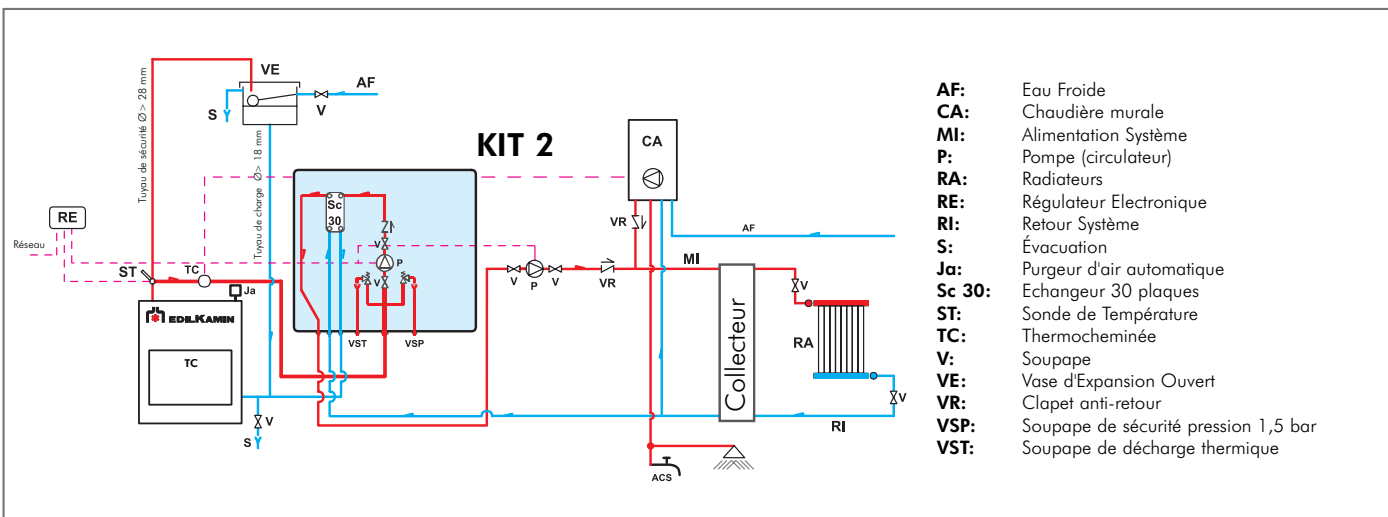 VE
AF
V
S
Tuyau de sécurité Ø > 28 mm
Tuyau de charge Ø> 18 mm
KIT 2
CA
Sc
30
V
P
V
VST
VSP
RE
Réseau
ST
TC
Ja
EDILKAMIN
TC
V
S
VR
AF
MI
V
P
V
VR
Collecteur
V
RA
V
RI
ACS
AF: Eau Froide
CA: Chaudière murale
MI: Alimentation Système
P: Pompe (circulateur)
RA: Radiateurs
RE: Régulateur Electronique
RI: Retour Système
S: Évacuation
Ja: Purgeur d'air automatique
Sc 30: Echangeur 30 plaques
ST: Sonde de Température
TC: Thermocheminée
V: Soupape
VE: Vase d'Expansion Ouvert
VR: Clapet anti-retour
VSP: Soupape de sécurité pression 1,5 bar
VST: Soupape de décharge thermique